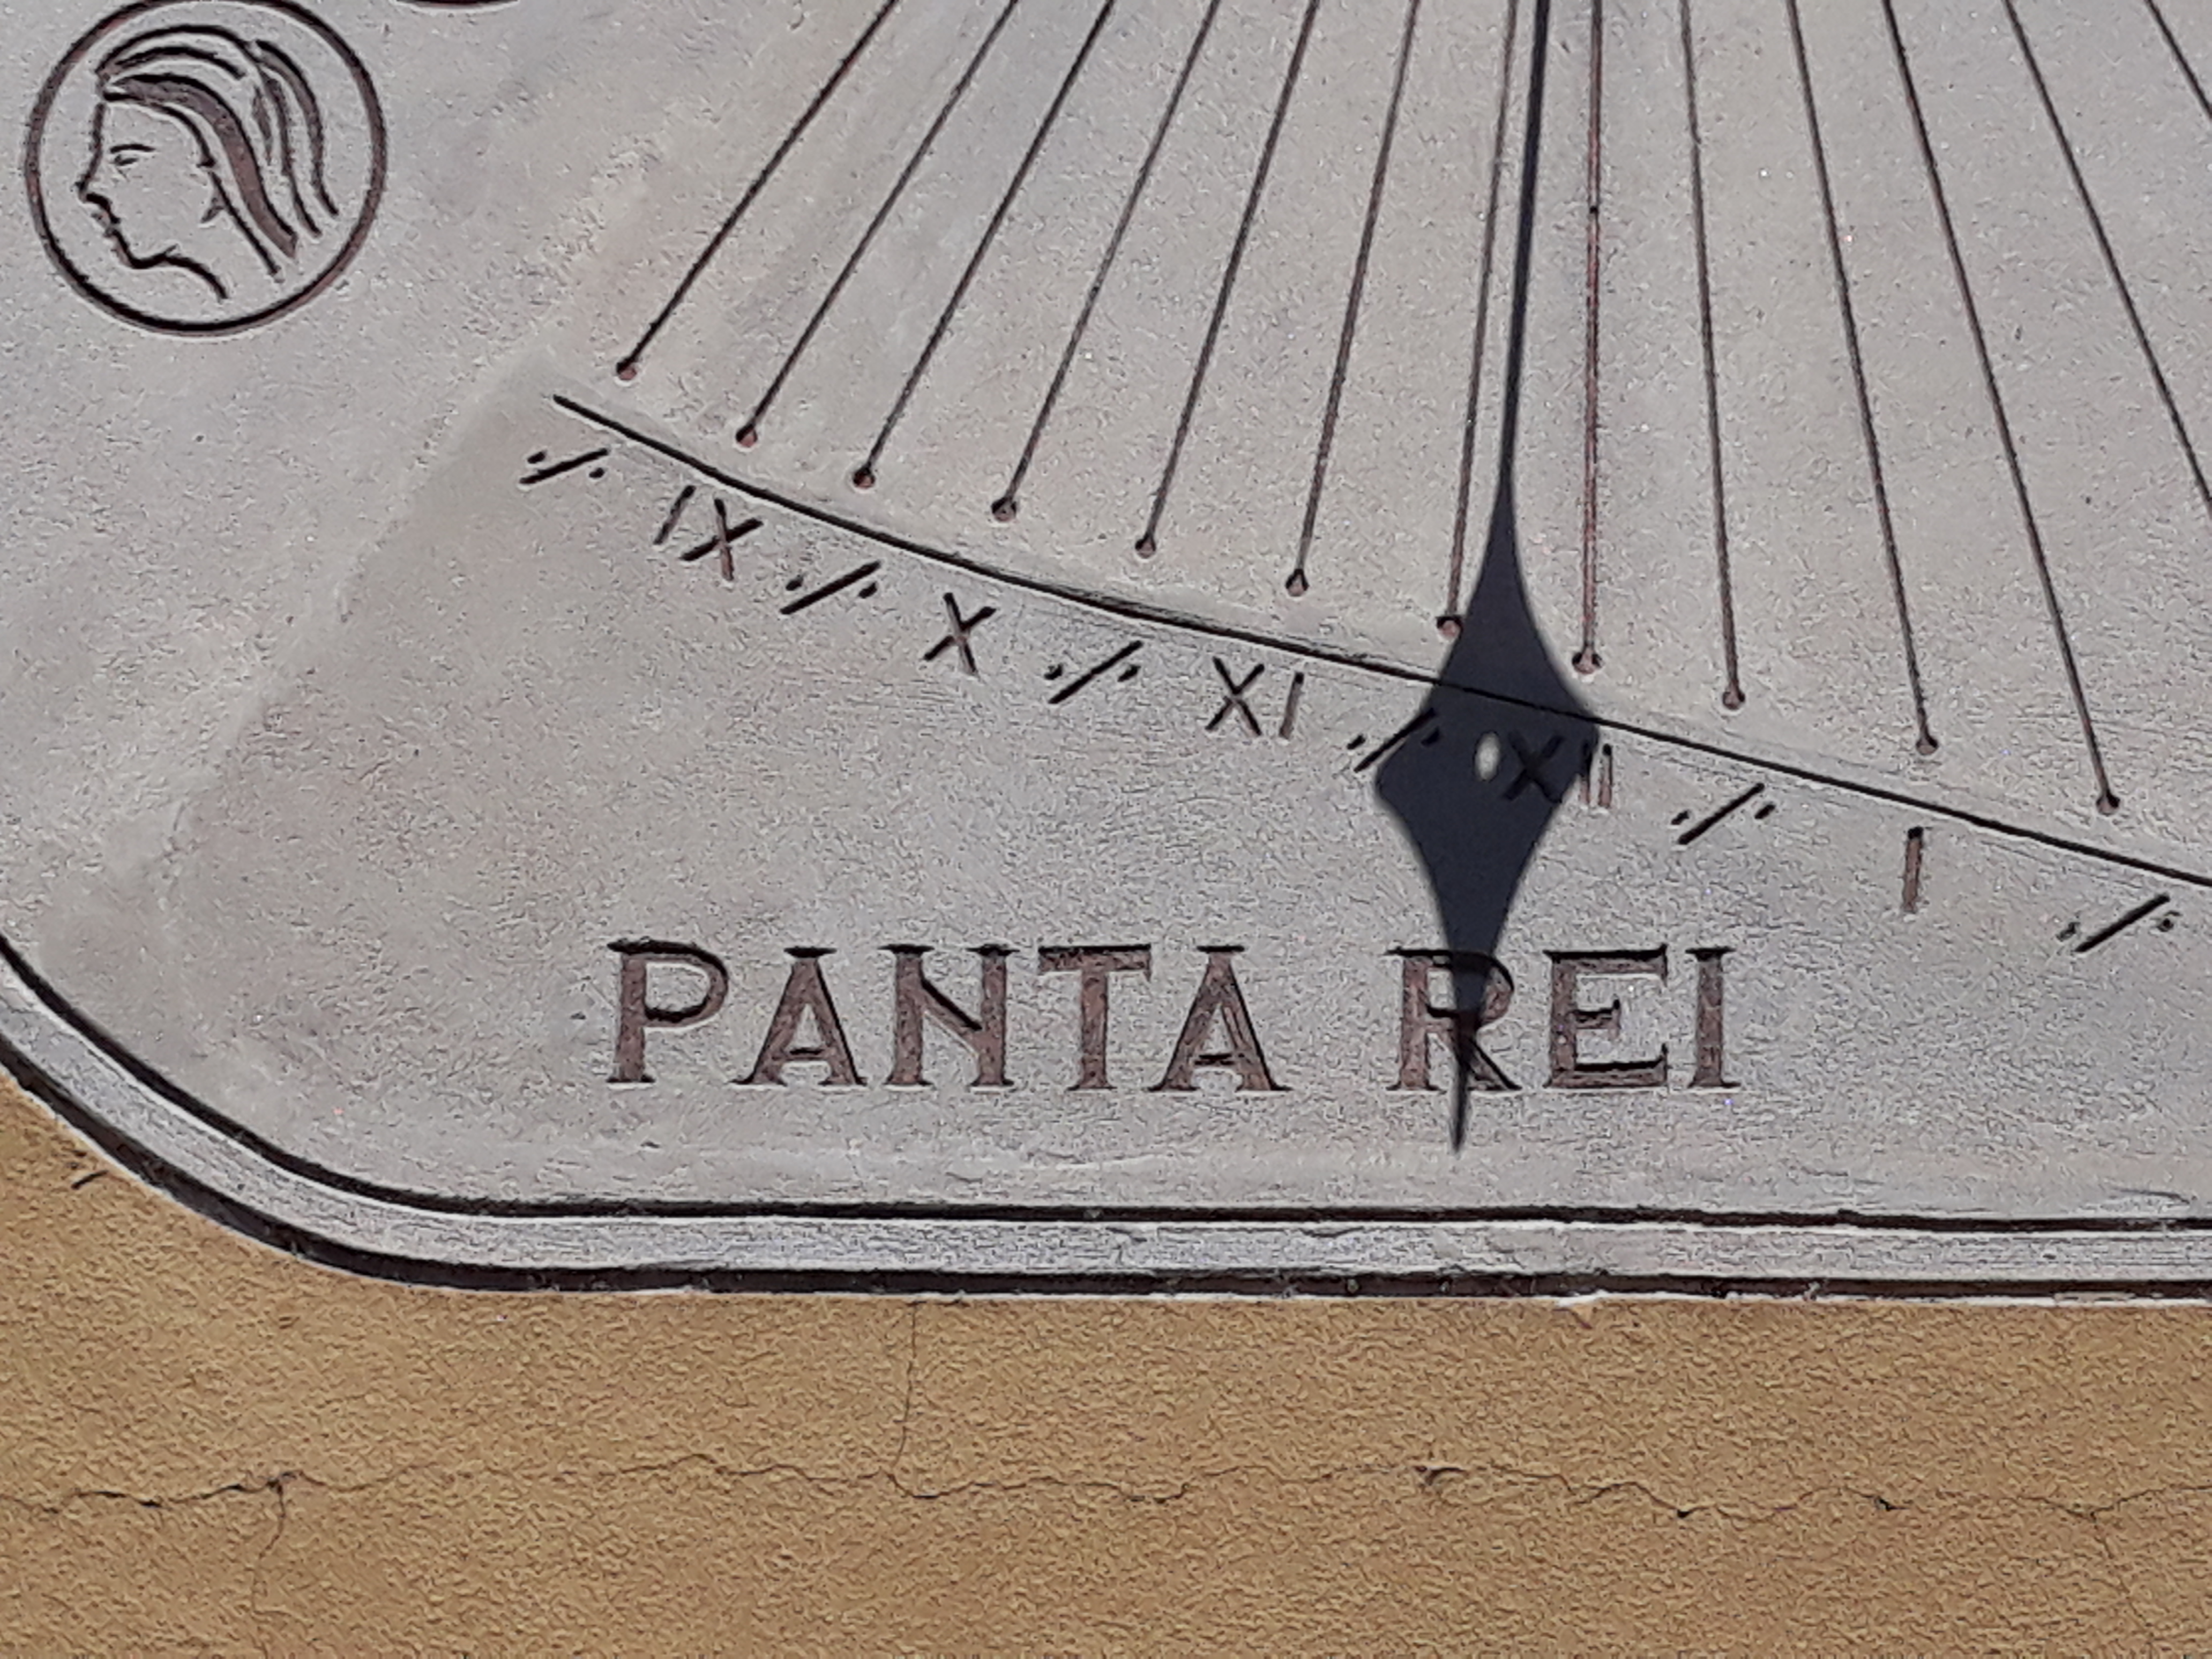 ·/· IX ·/· X ·/· XI ·/· XII ·/· I ·/·
PANTA REI